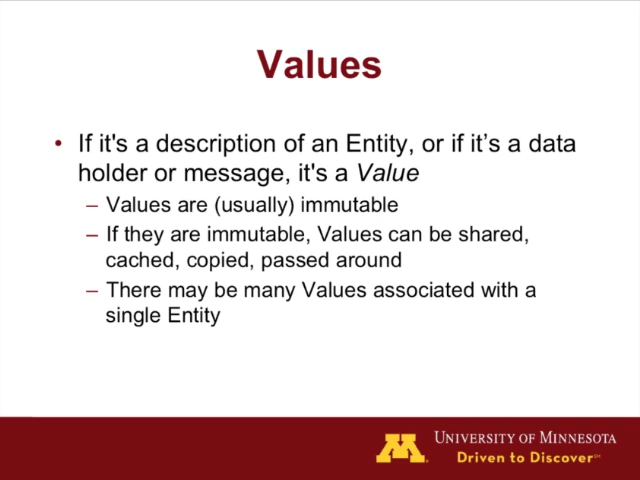 Values
• If it's a description of an Entity, or if it’s a data
holder or message, it's a Value
– Values are (usually) immutable
– If they are immutable, Values can be shared,
cached, copied, passed around
– There may be many Values associated with a
single Entity
M
UNIVERSITY OF MINNESOTA
Driven to Discover℠